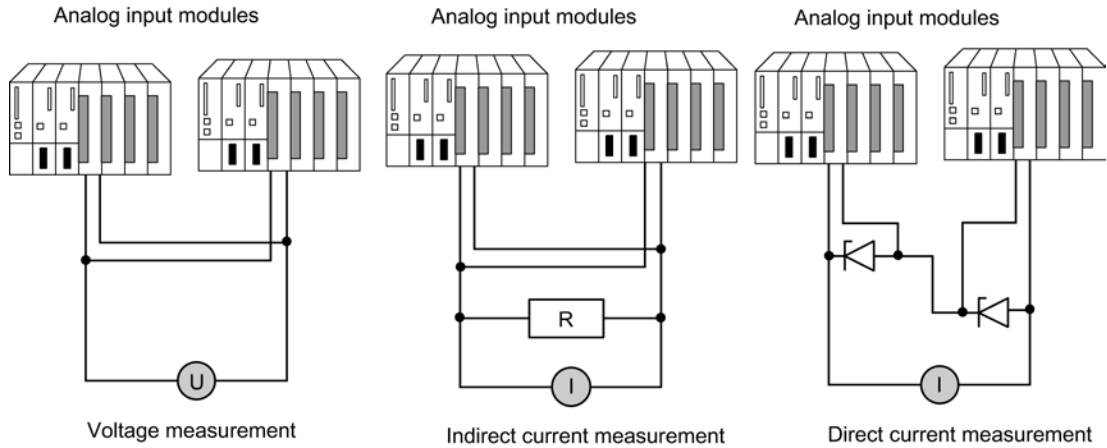 Analog input modules
Analog input modules
Analog input modules
R
U
I
I
Voltage measurement
Indirect current measurement
Direct current measurement